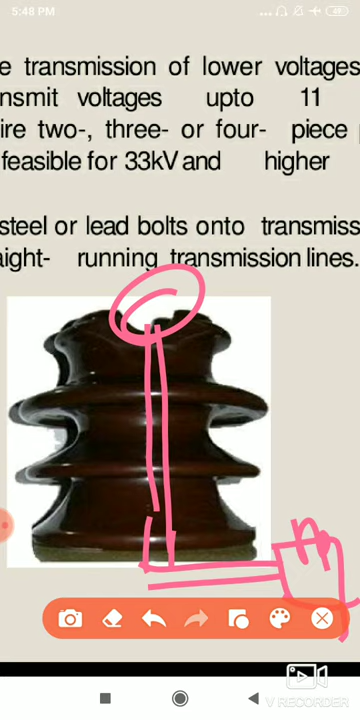 5:48 PM
48
e transmission of lower voltages
nsmit voltages upto 11
ire two-, three- or four- piece
feasible for 33kV and higher
steel or lead bolts onto transmiss
aight- running transmission lines.
V RECORDER